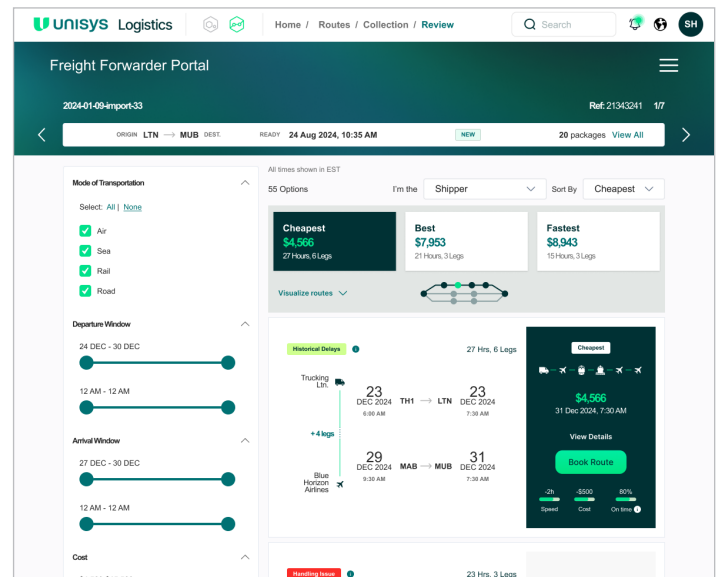 UNISYS Logistics
Home / Routes / Collection / Review
Search
SH
Freight Forwarder Portal
2024-01-09-import-33
Ref: 21343241 1/7
ORIGIN LTN → MUB DEST. READY 24 Aug 2024, 10:35 AM NEW 20 packages View All
Mode of Transportation
Select: All | None
Air
Sea
Rail
Road
Departure Window
24 DEC - 30 DEC
12 AM - 12 AM
Arrival Window
27 DEC - 30 DEC
12 AM - 12 AM
Cost
All times shown in EST
55 Options
I'm the Shipper
Sort By Cheapest
Cheapest
$4,566
27 Hours, 6 Legs
Best
$7,953
21 Hours, 3 Legs
Fastest
$8,943
15 Hours, 3 Legs
Visualize routes
Historical Delays
27 Hrs, 6 Legs
Trucking
Ltn.
23
DEC 2024
6:00 AM
TH1 → LTN
23
DEC 2024
7:30 AM
+ 4 legs
Blue
Horizon
Airlines
29
DEC 2024
9:30 AM
MAB → MUB
31
DEC 2024
7:30 AM
Cheapest
$4,566
31 Dec 2024, 7:30 AM
View Details
Book Route
-2h -$500 80%
Speed Cost On time
Handling Issue
23 Hrs, 3 Legs